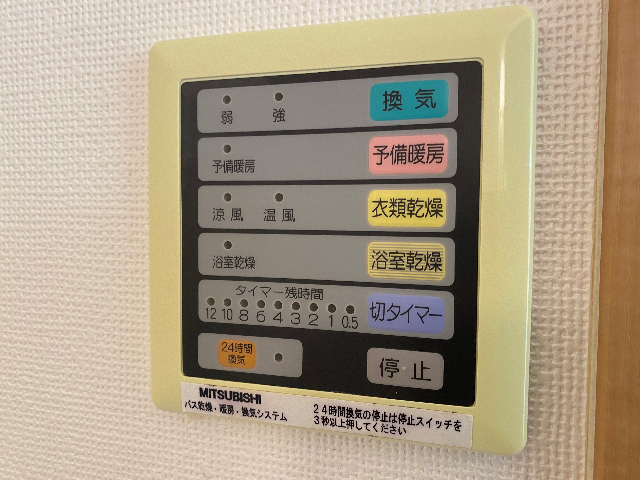 弱 強 換気
予備暖房 予備暖房
涼風 温風 衣類乾燥
浴室乾燥 浴室乾燥
タイマー残時間
12 10 8 6 4 3 2 1 0.5 切タイマー
24時間
換気
停止
MITSUBISHI
バス乾燥・暖房・換気システム
24時間換気の停止は停止スイッチを
3秒以上押してください